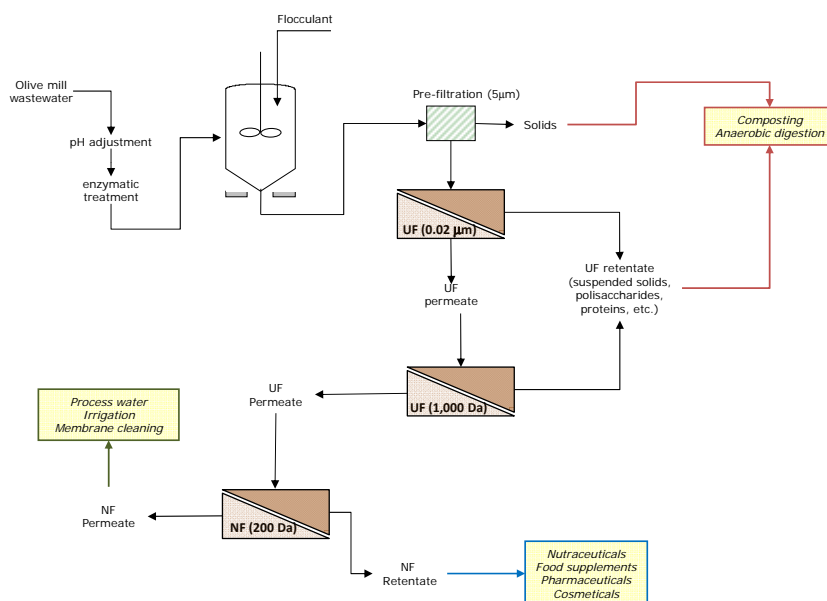 Flocculant
Olive mill
wastewater
pH adjustment
enzymatic
treatment
Pre-filtration (5µm)
Solids
Composting
Anaerobic digestion
UF (0.02 µm)
UF
permeate
UF retentate
(suspended solids,
polisaccharides,
proteins, etc.)
UF (1,000 Da)
UF
Permeate
Process water
Irrigation
Membrane cleaning
NF
Permeate
NF (200 Da)
NF
Retentate
Nutraceuticals
Food supplements
Pharmaceuticals
Cosmeticals